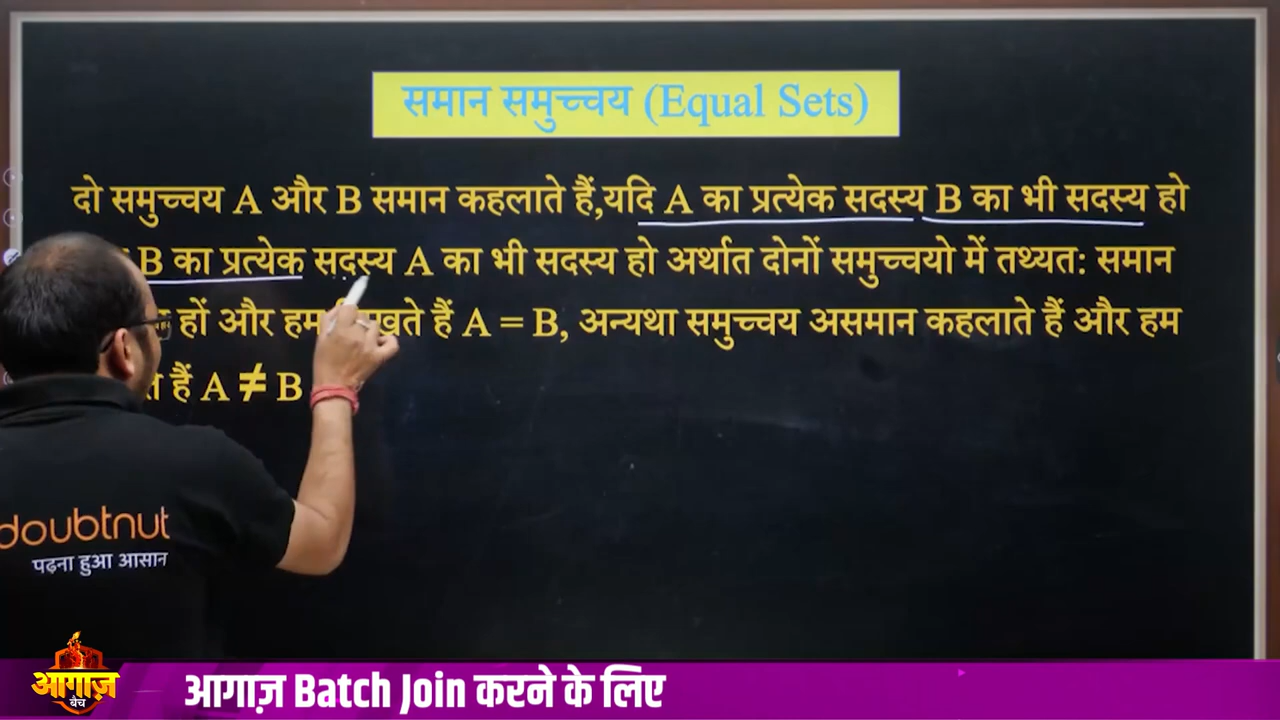 समान समुच्चय (Equal Sets)
दो समुच्चय A और B समान कहलाते हैं,यदि A का प्रत्येक सदस्य B का भी सदस्य हो
B का प्रत्येक सदस्य A का भी सदस्य हो अर्थात दोनों समुच्चयो में तथ्यत: समान
हों और हम ते हैं A = B, अन्यथा समुच्चय असमान कहलाते हैं और हम
हैं A ≠ B
doubtnut
पढ़ना हुआ आसान
आगाज़
बैच
आगाज़ Batch Join करने के लिए